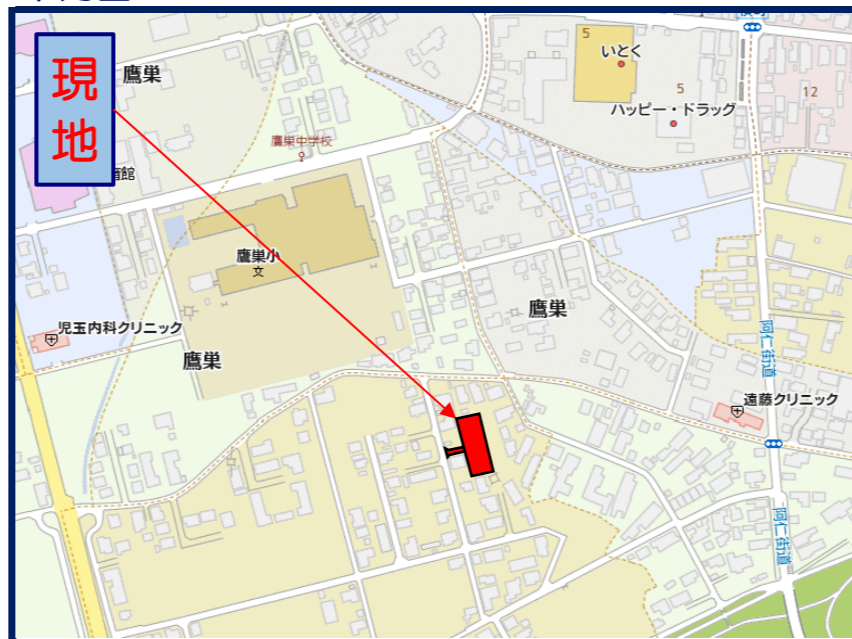 現
地
鷹巣
5
いとく
5
ハッピー・ドラッグ
12
鷹巣中学校
館
鷹巣小
文
鷹巣
児玉内科クリニック
鷹巣
阿仁街道
遠藤クリニック
阿仁街道